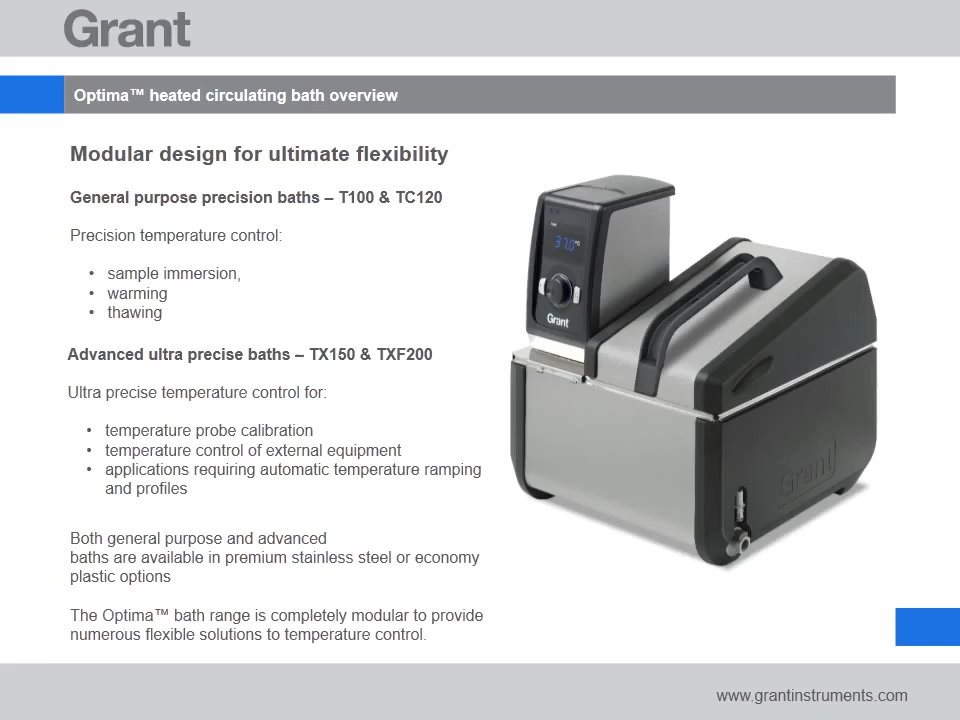 Grant
Optima™ heated circulating bath overview
Modular design for ultimate flexibility
General purpose precision baths – T100 & TC120
Precision temperature control:
• sample immersion,
• warming
• thawing
Advanced ultra precise baths – TX150 & TXF200
Ultra precise temperature control for:
• temperature probe calibration
• temperature control of external equipment
• applications requiring automatic temperature ramping
and profiles
Both general purpose and advanced
baths are available in premium stainless steel or economy
plastic options
The Optima™ bath range is completely modular to provide
numerous flexible solutions to temperature control.
37.0°C
Grant
Grant
www.grantinstruments.com